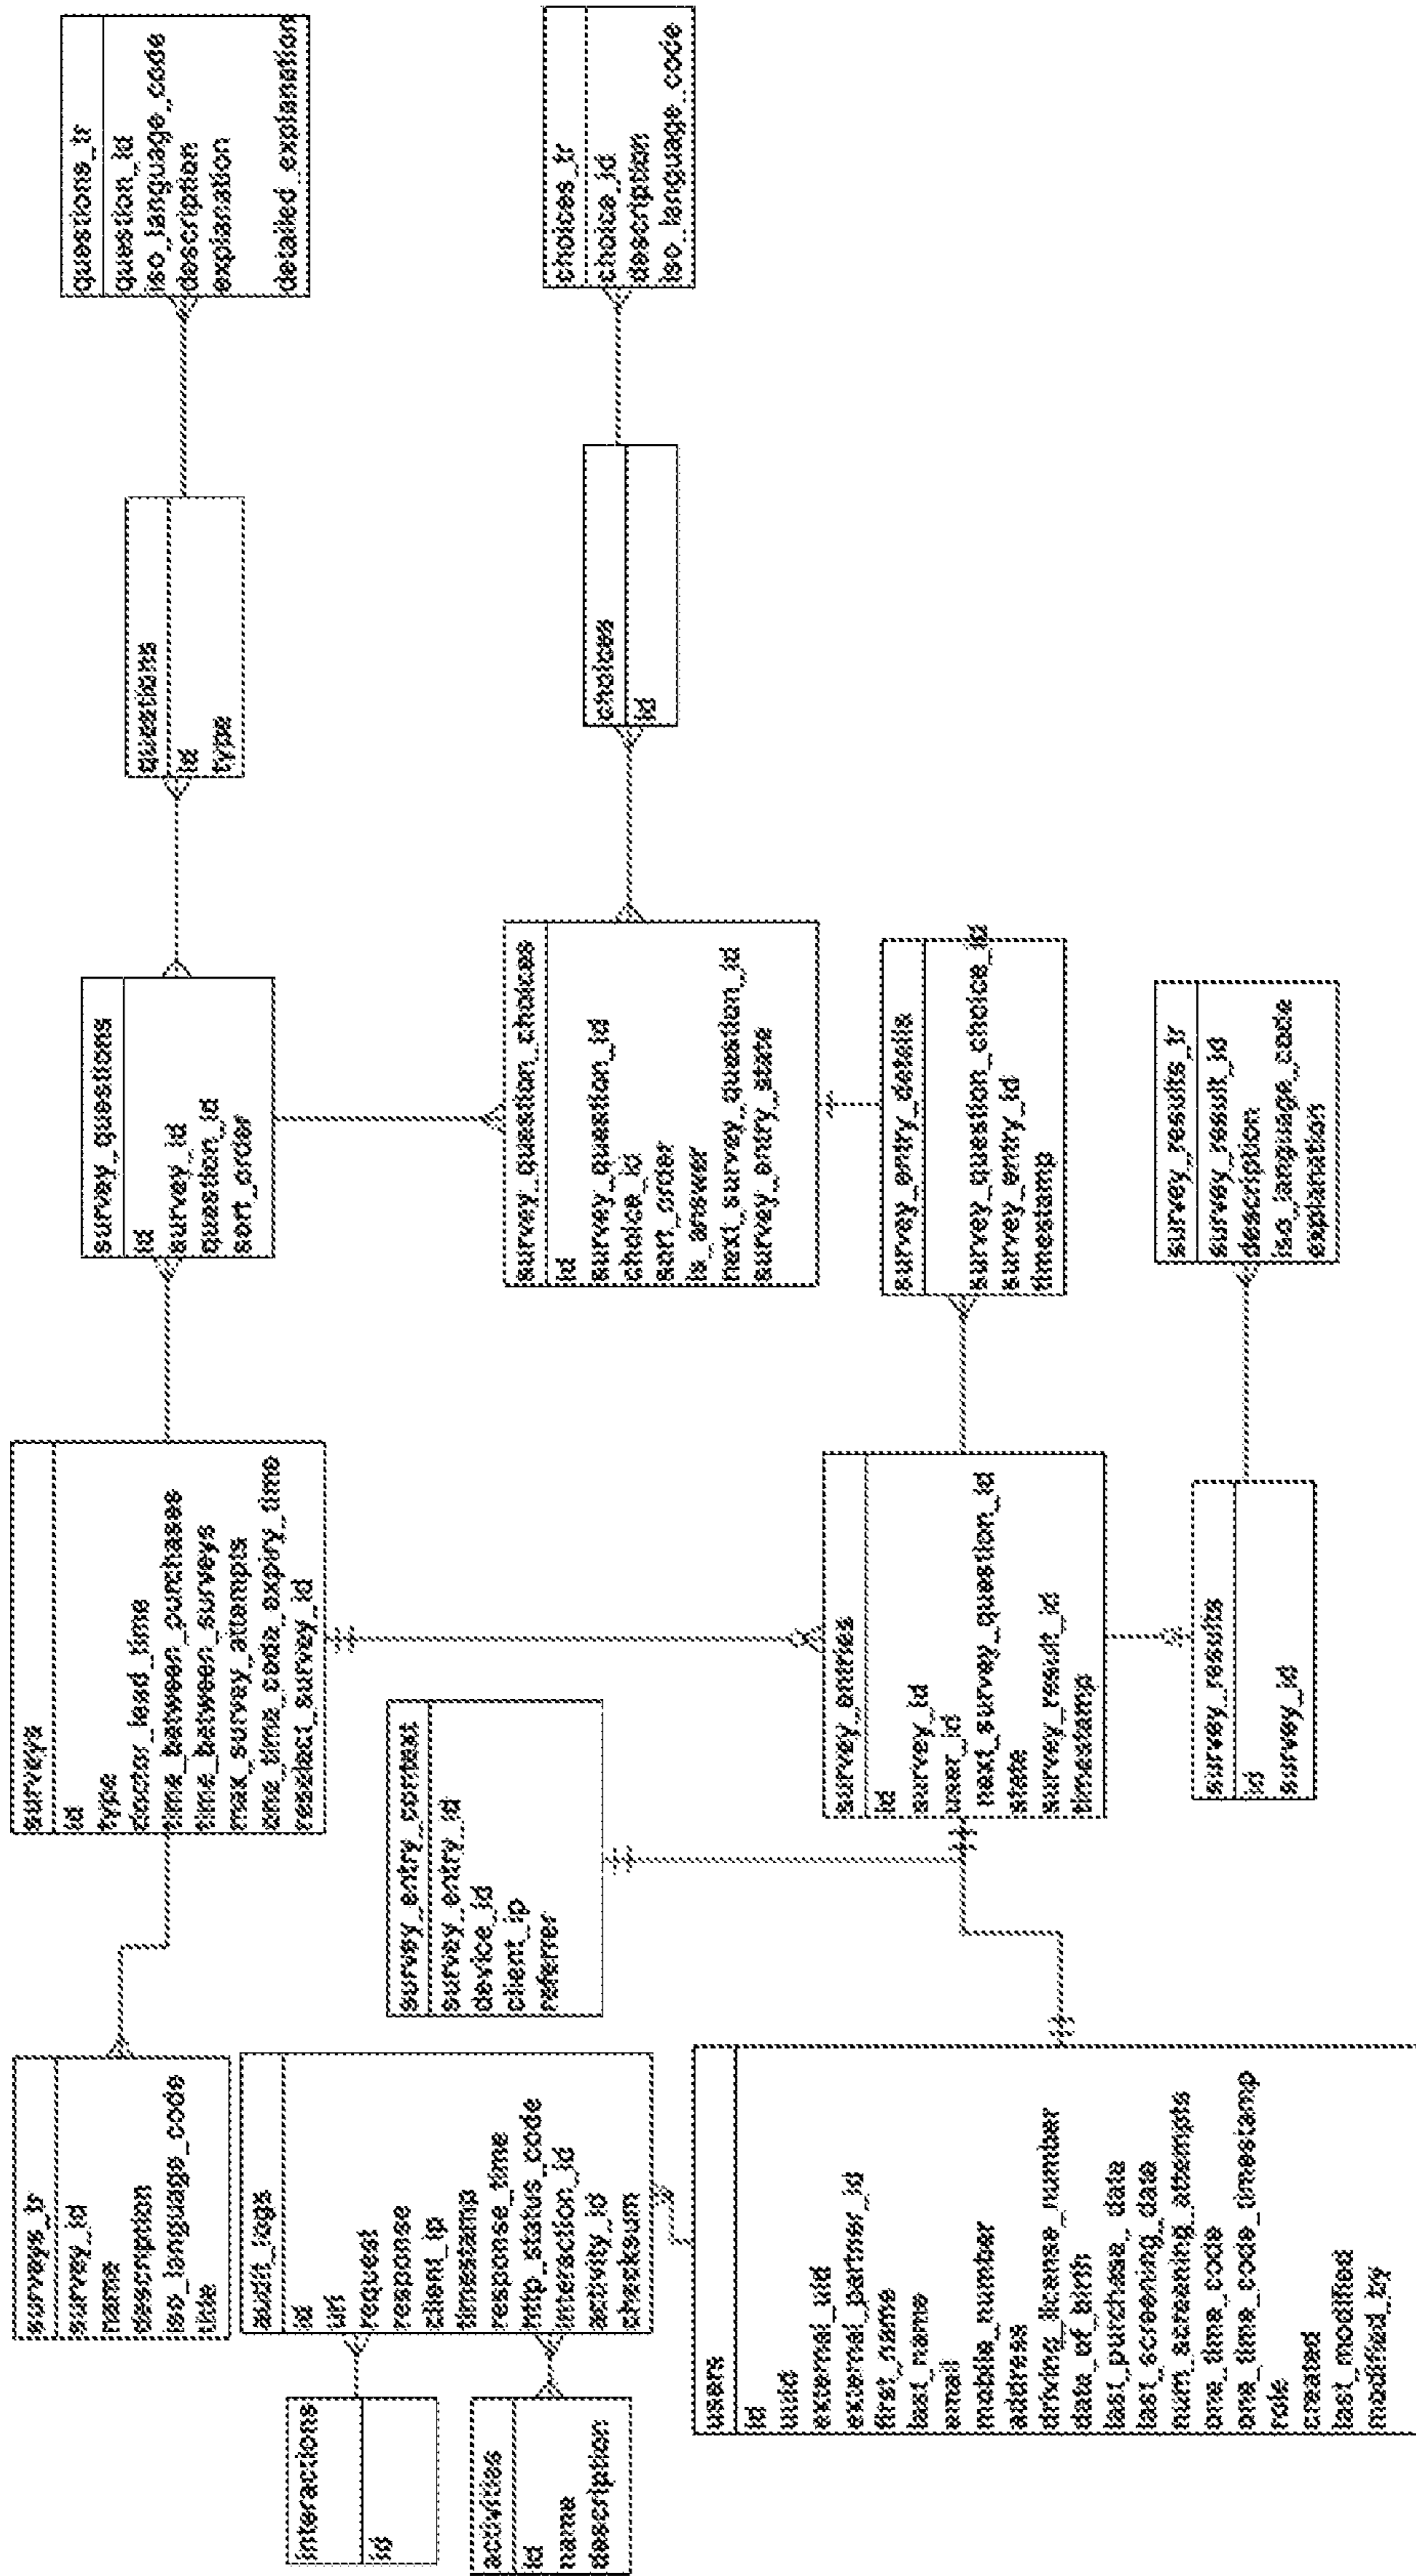 surveys_tr
survey_id
name
description
iso_language_code
title
surveys
id
type
doctor_lead_time
time_between_purchases
time_between_surveys
max_survey_attempts
one_time_code_expiry_time
reselect_survey_id
survey_questions
id
survey_id
question_id
sort_order
questions
id
type
questions_tr
question_id
iso_language_code
description
explanation
detailed_explanation
interactions
id
activities
id
name
description
audit_logs
id
uri
request
response
client_ip
timestamp
response_time
http_status_code
interaction_id
activity_id
checksum
survey_entry_context
survey_entry_id
device_id
client_ip
referrer
survey_question_choices
id
survey_question_id
choice_id
sort_order
is_answer
next_survey_question_id
survey_entry_state
choices
id
choices_tr
choice_id
description
iso_language_code
users
id
uuid
external_uid
external_partner_id
first_name
last_name
email
mobile_number
address
driving_license_number
date_of_birth
last_purchase_date
last_screening_date
num_screening_attempts
one_time_code
one_time_code_timestamp
role
created
last_modified
modified_by
survey_entries
id
survey_id
user_id
next_survey_question_id
state
survey_result_id
timestamp
survey_entry_details
survey_question_choice_id
survey_entry_id
timestamp
survey_results
id
survey_id
survey_results_tr
survey_result_id
description
iso_language_code
explanation